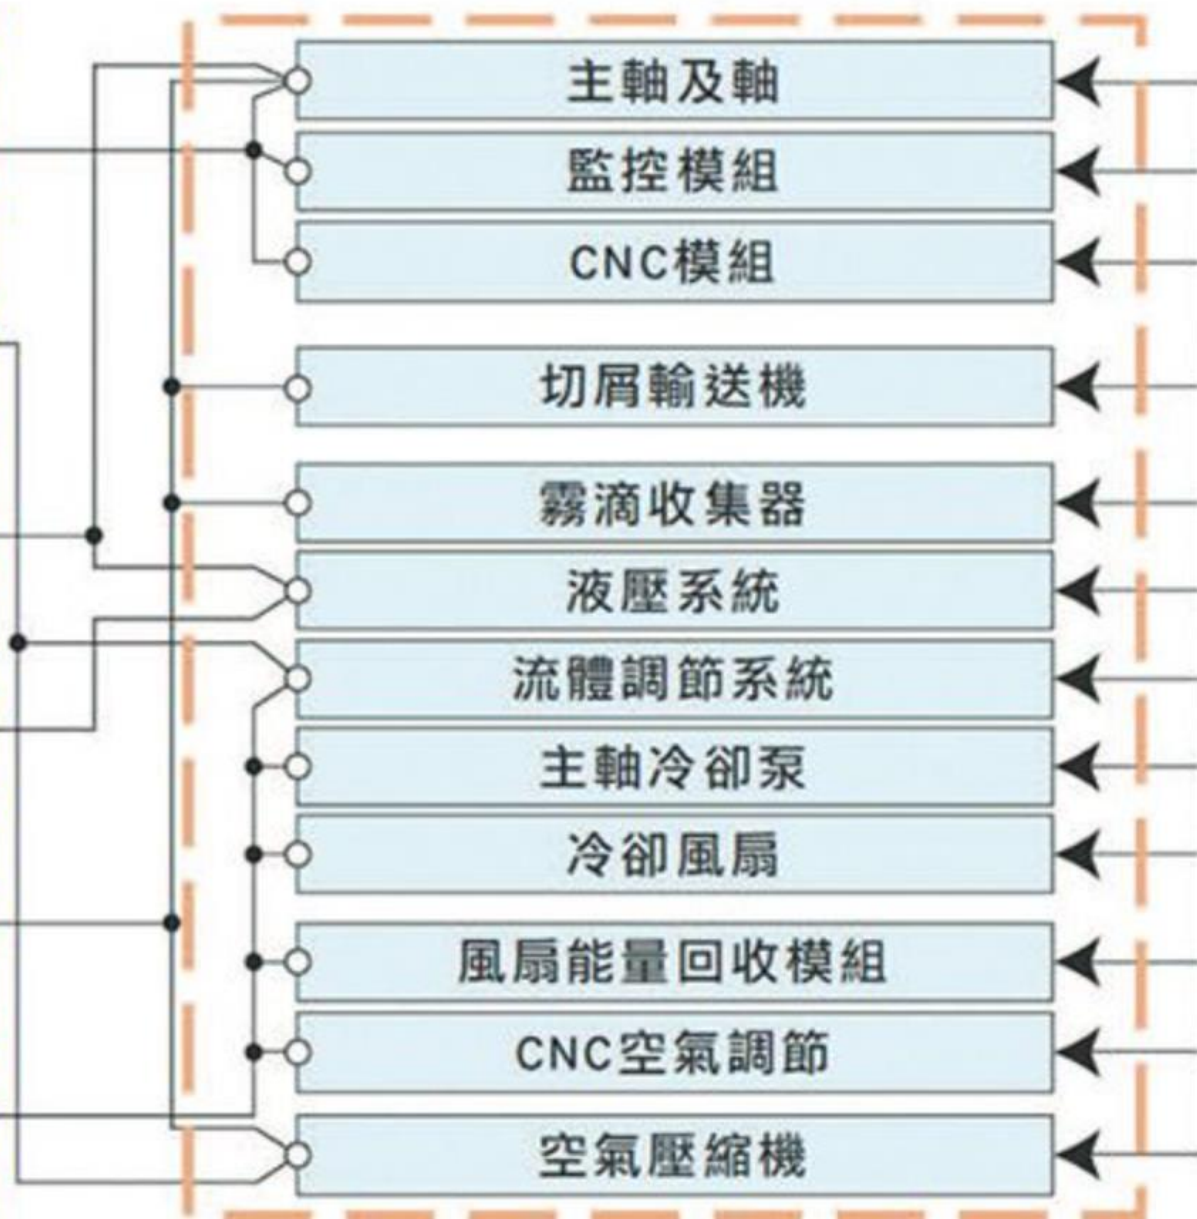 主軸及軸
監控模組
CNC模組
切屑輸送機
霧滴收集器
液壓系統
流體調節系統
主軸冷卻泵
冷卻風扇
風扇能量回收模組
CNC空氣調節
空氣壓縮機